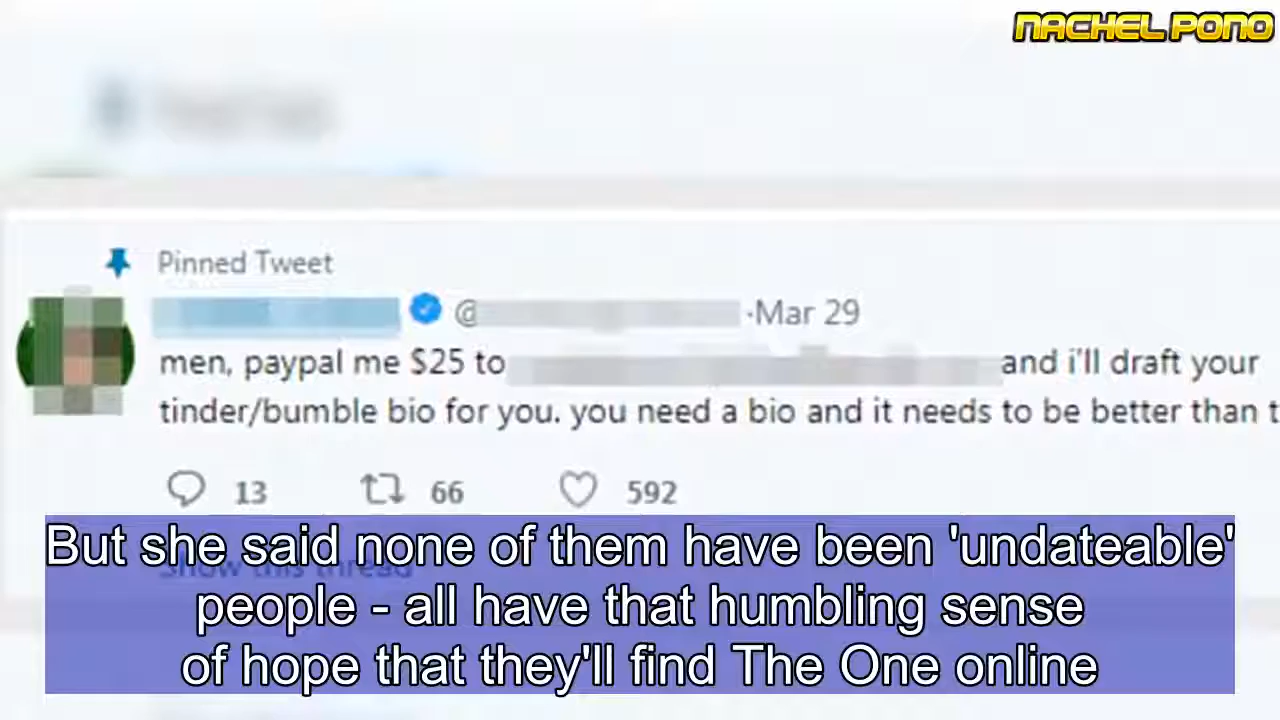 NACHEL PONO
Pinned Tweet
@ ·Mar 29
men, paypal me $25 to and i'll draft your
tinder/bumble bio for you. you need a bio and it needs to be better than t
13 66 592
Show this thread
But she said none of them have been 'undateable'
people - all have that humbling sense
of hope that they'll find The One online